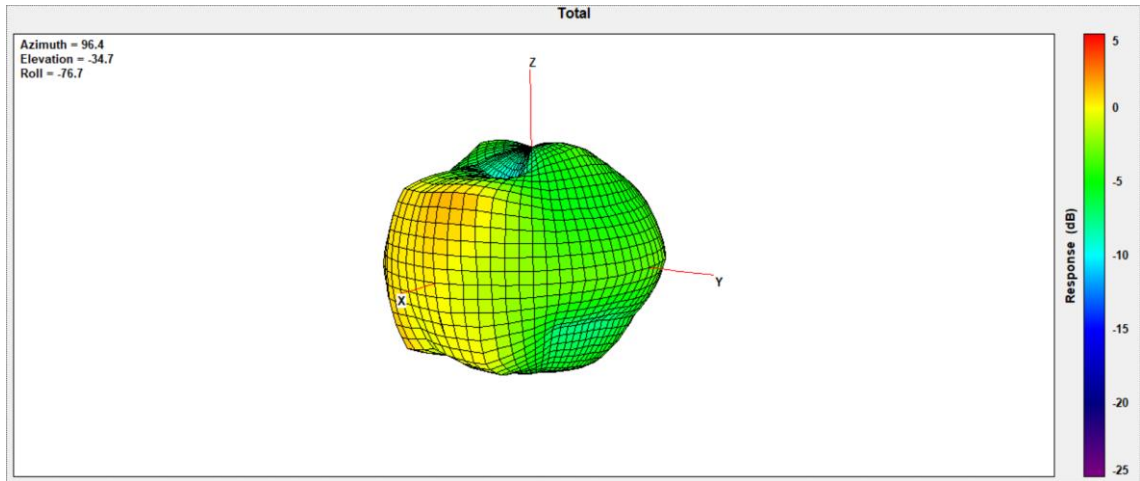 Total
Azimuth = 96.4
Elevation = -34.7
Roll = -76.7
Z
Y
X
5
0
-5
-10
-15
-20
-25
Response (dB)